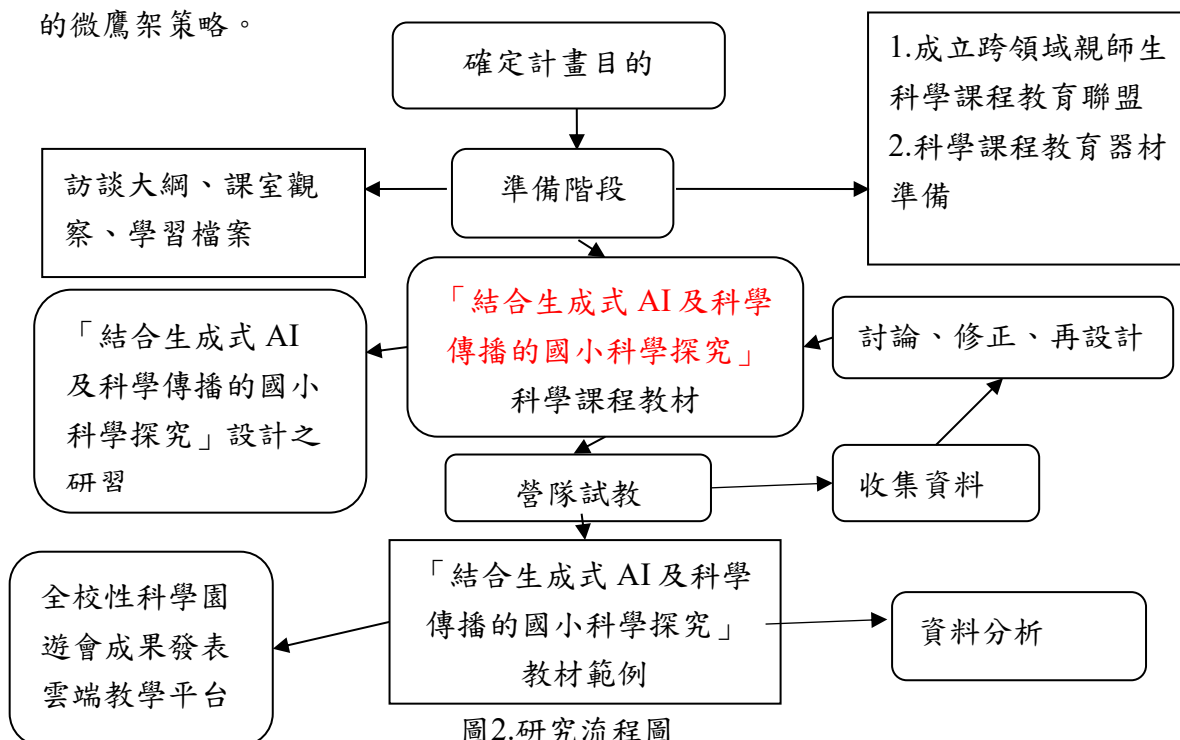 的微鷹架策略。
確定計畫目的
1.成立跨領域親師生
科學課程教育聯盟
2.科學課程教育器材
準備
訪談大綱、課室觀
察、學習檔案
準備階段
「結合生成式 AI
及科學傳播的國小
科學探究」設計之
研習
「結合生成式 AI 及科學
傳播的國小科學探究」
科學課程教材
討論、修正、再設計
營隊試教
收集資料
全校性科學園
遊會成果發表
雲端教學平台
「結合生成式 AI 及科學
傳播的國小科學探究」
教材範例
資料分析
圖2.研究流程圖